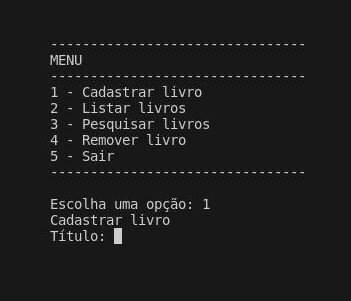 --------------------------------
MENU
--------------------------------
1 - Cadastrar livro
2 - Listar livros
3 - Pesquisar livros
4 - Remover livro
5 - Sair
--------------------------------
Escolha uma opção: 1
Cadastrar livro
Título: